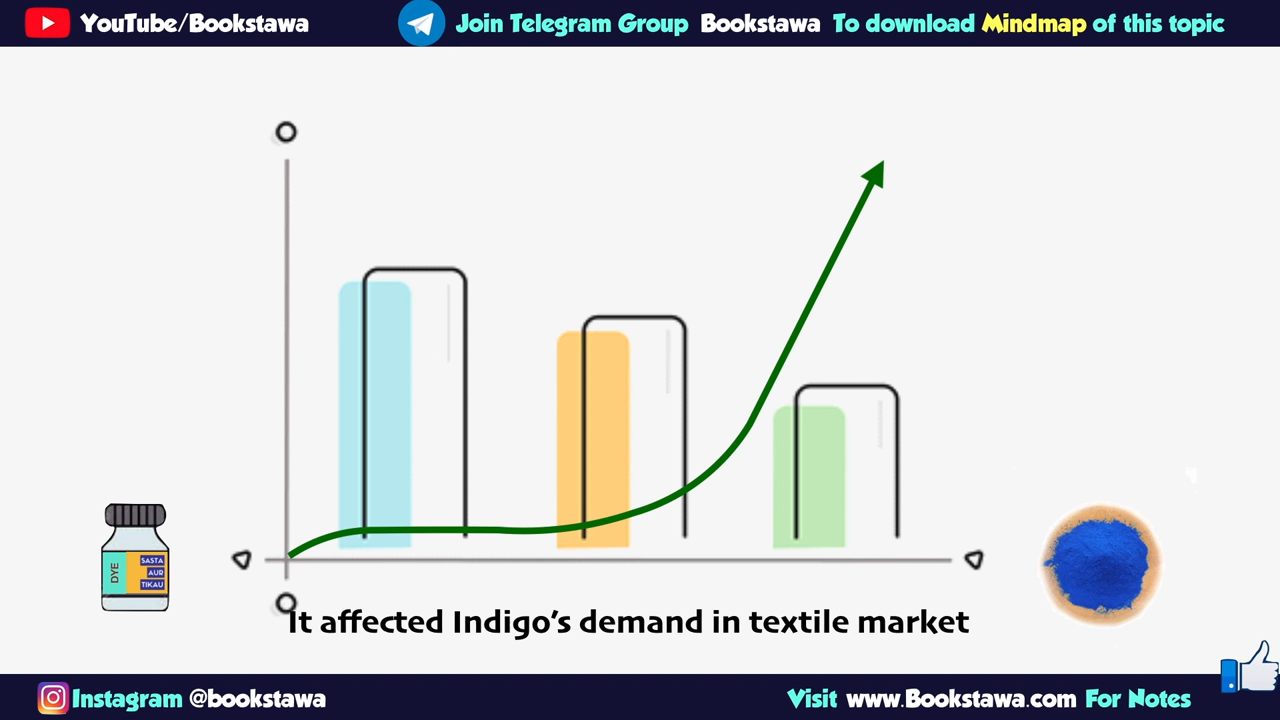 YouTube/Bookstawa
Join Telegram Group Bookstawa To download Mindmap of this topic
DYE
SASTA
AUR
TIKAU
It affected Indigo's demand in textile market
Instagram @bookstawa
Visit www.Bookstawa.com For Notes